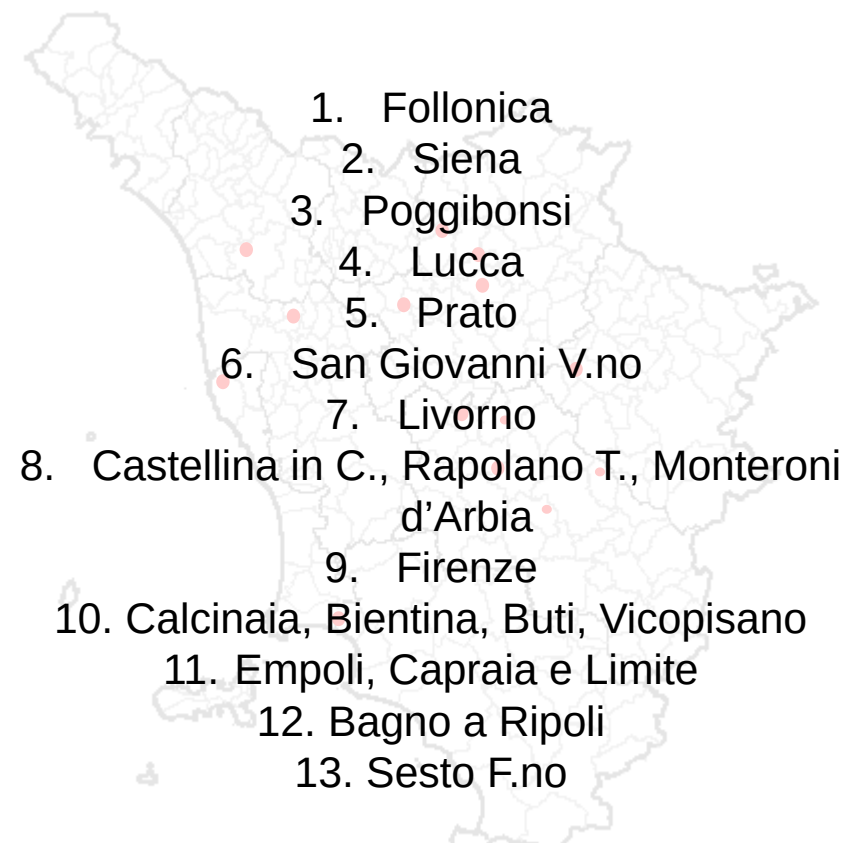 1. Follonica
2. Siena
3. Poggibonsi
4. Lucca
5. Prato
6. San Giovanni V.no
7. Livorno
8. Castellina in C., Rapolano T., Monteroni
d’Arbia
9. Firenze
10. Calcinaia, Bientina, Buti, Vicopisano
11. Empoli, Capraia e Limite
12. Bagno a Ripoli
13. Sesto F.no